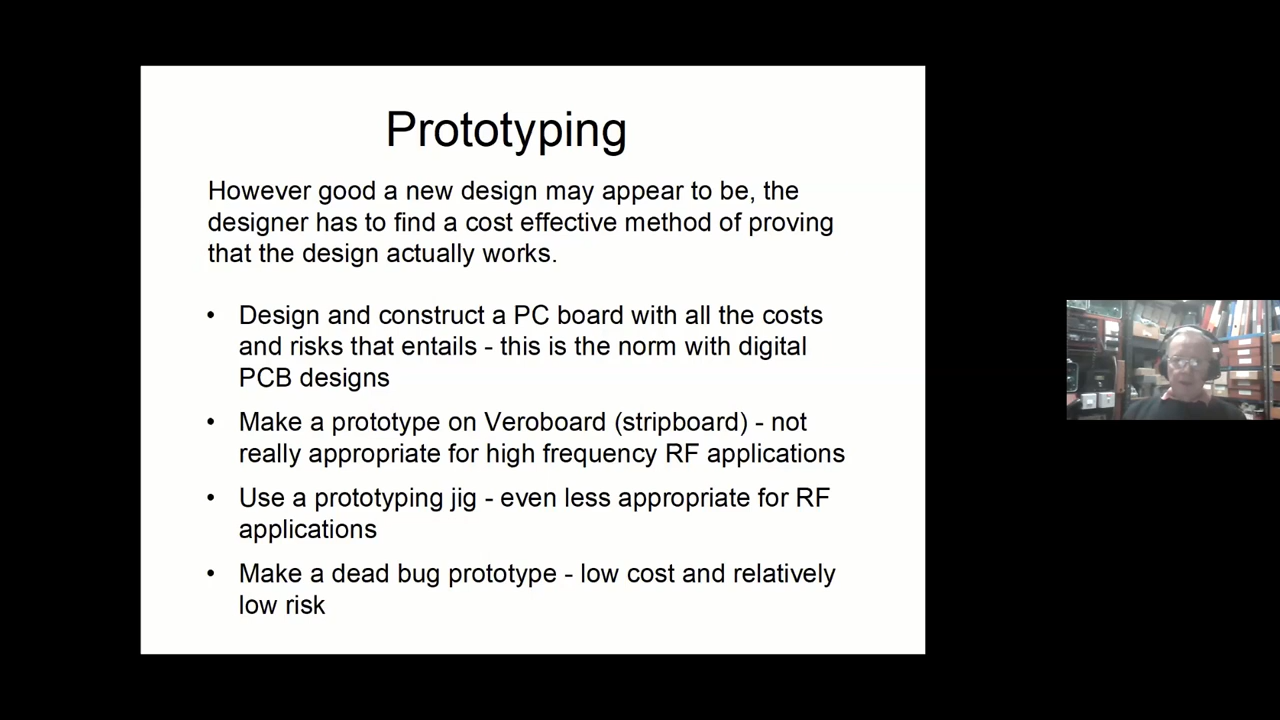 Prototyping
However good a new design may appear to be, the
designer has to find a cost effective method of proving
that the design actually works.
• Design and construct a PC board with all the costs
and risks that entails - this is the norm with digital
PCB designs
• Make a prototype on Veroboard (stripboard) - not
really appropriate for high frequency RF applications
• Use a prototyping jig - even less appropriate for RF
applications
• Make a dead bug prototype - low cost and relatively
low risk